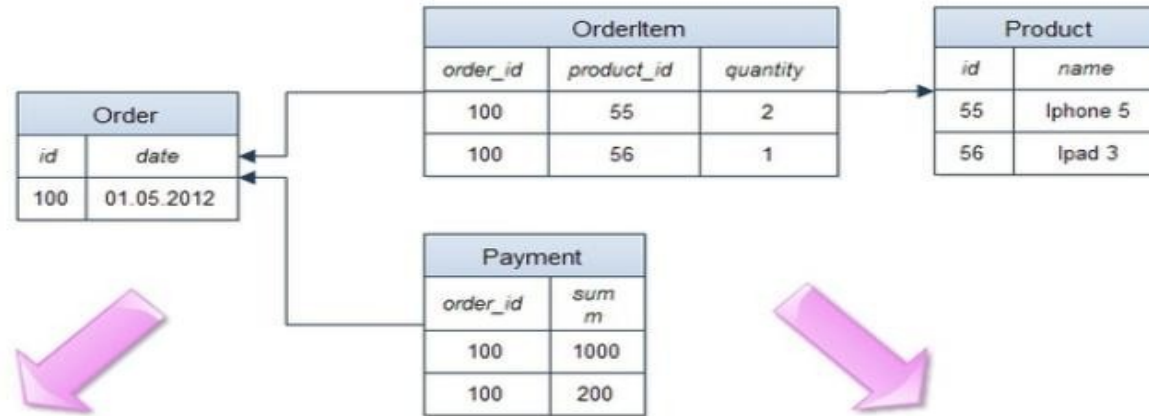 OrderItem
order_id product_id quantity
100 55 2
100 56 1
Product
id name
55 Iphone 5
56 Ipad 3
Order
id date
100 01.05.2012
Payment
order_id sum
m
100 1000
100 200